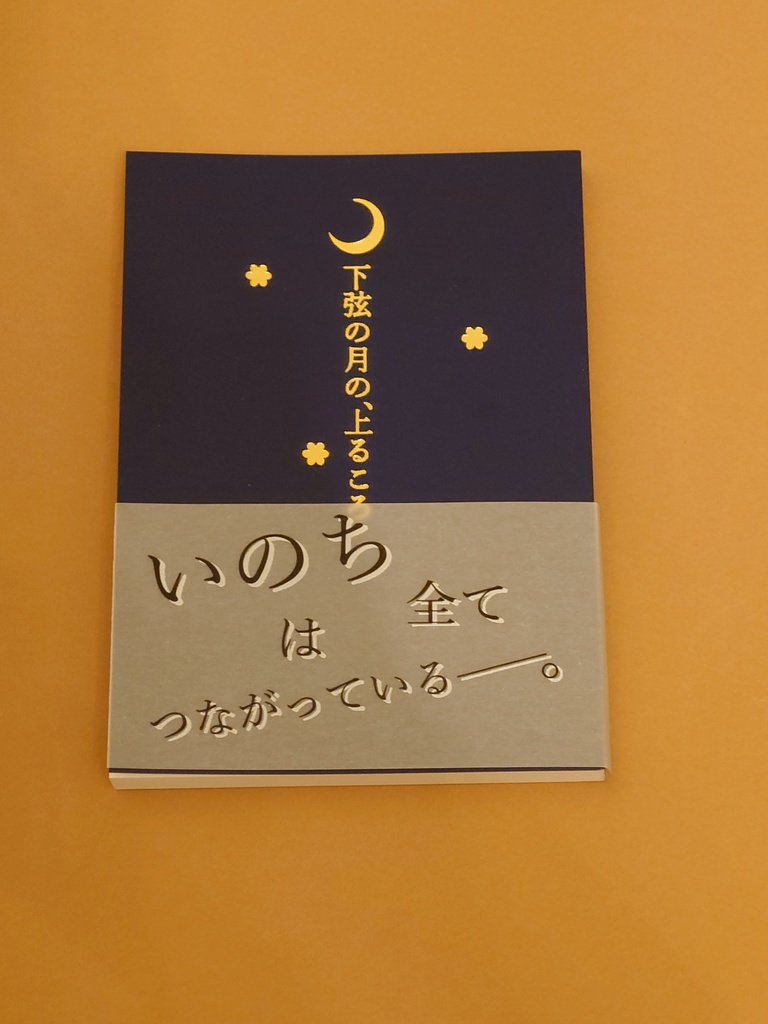 下弦の月の、上るころ
いのち
は
全て
つながっている――。